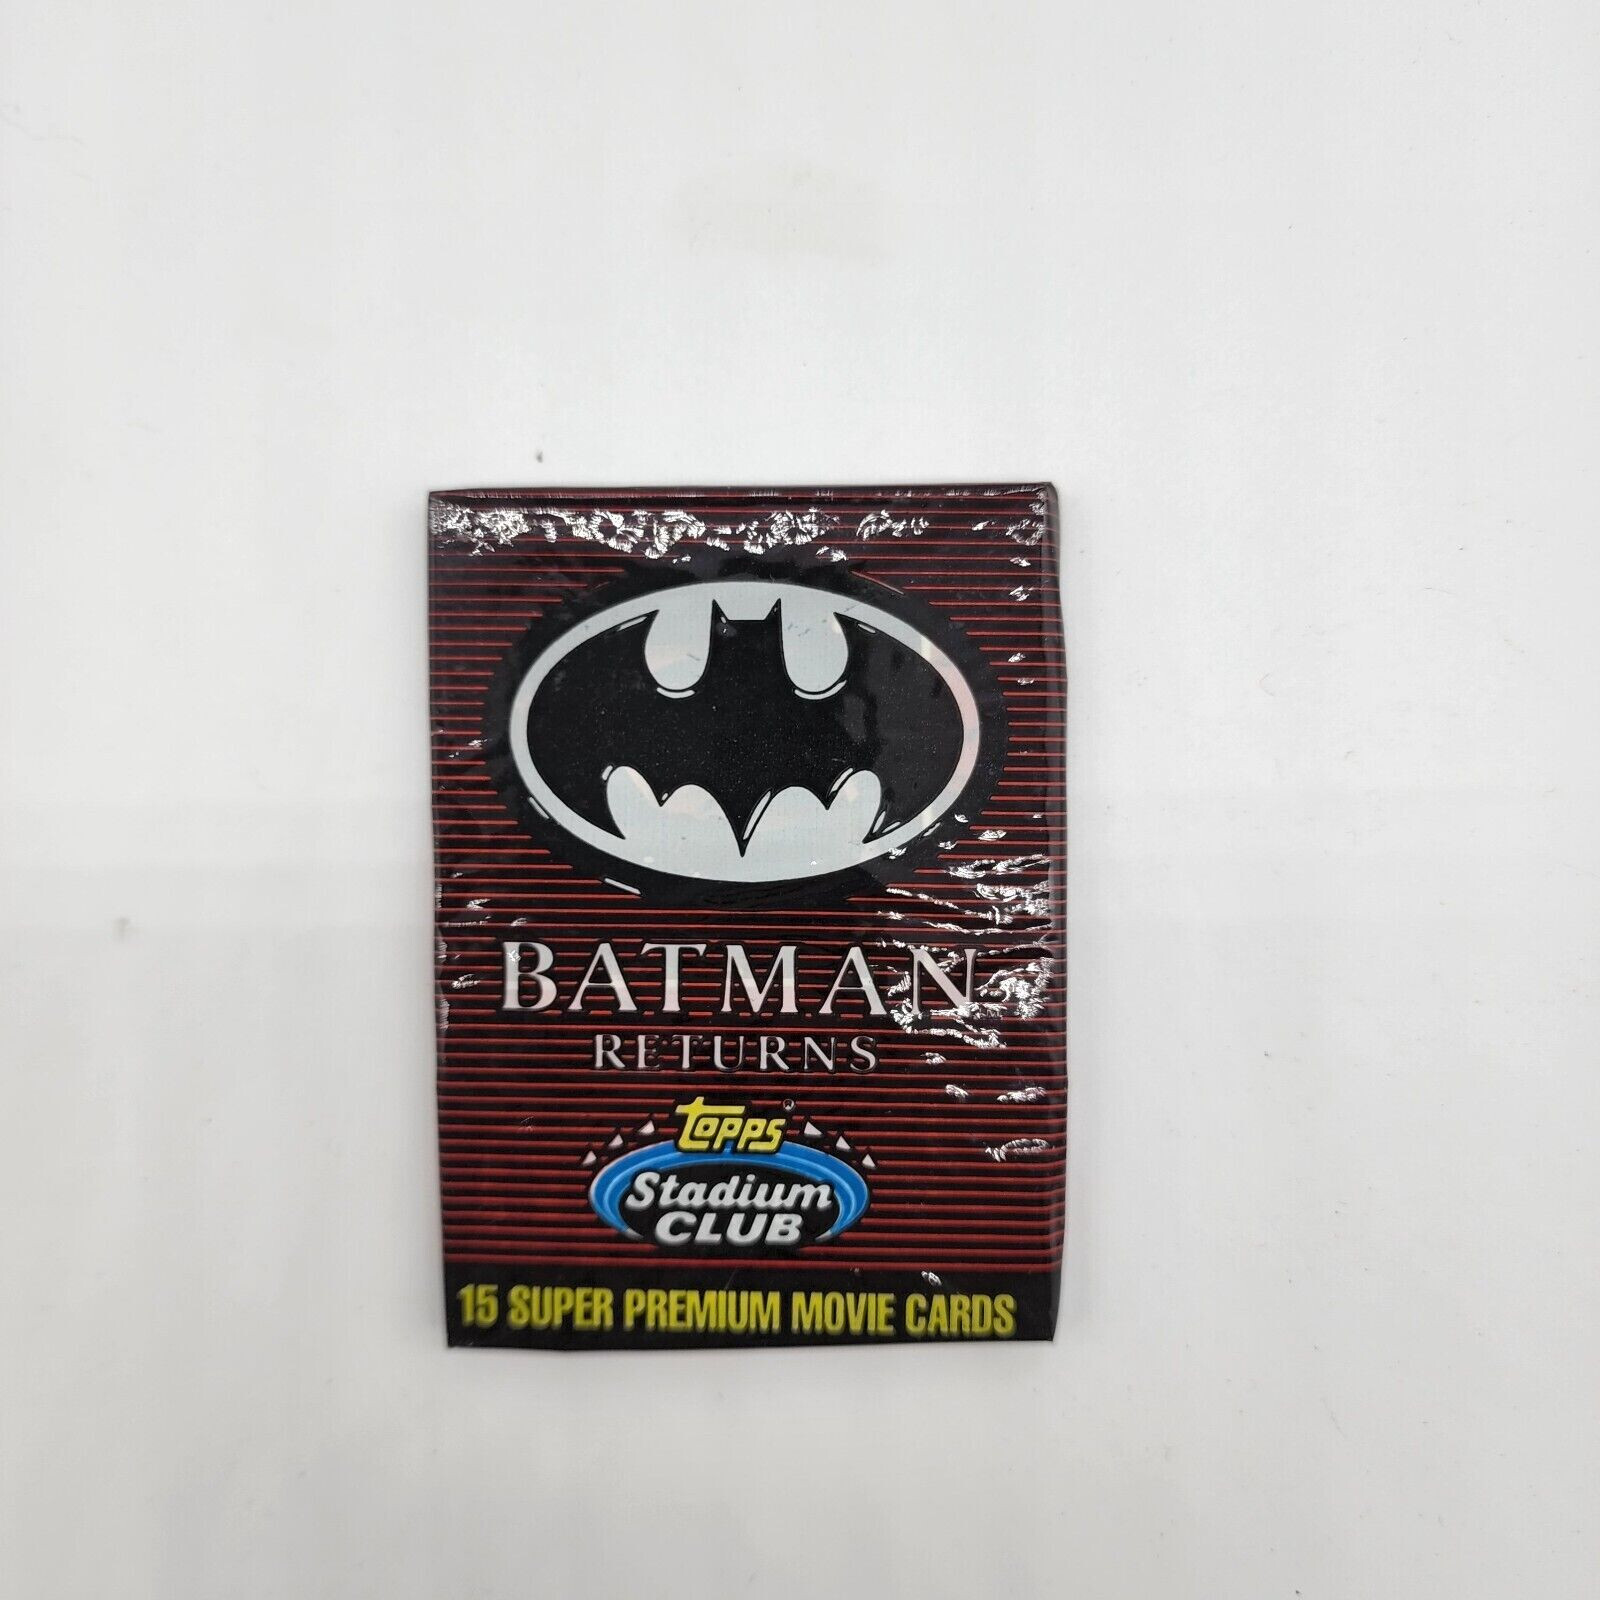 BATMAN
RETURNS
topps®
Stadium
CLUB
15 SUPER PREMIUM MOVIE CARDS